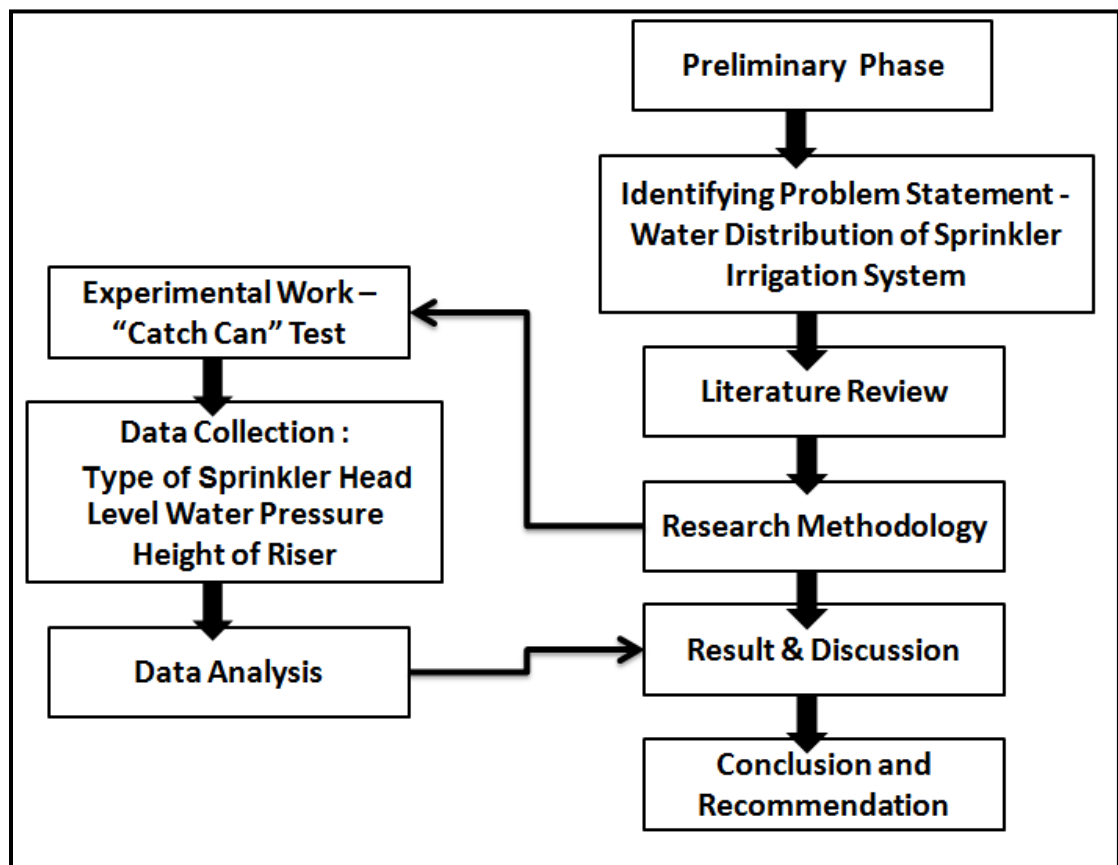 Preliminary Phase
Identifying Problem Statement -
Water Distribution of Sprinkler
Irrigation System
Literature Review
Research Methodology
Experimental Work –
“Catch Can” Test
Data Collection :
Type of Sprinkler Head
Level Water Pressure
Height of Riser
Data Analysis
Result & Discussion
Conclusion and
Recommendation